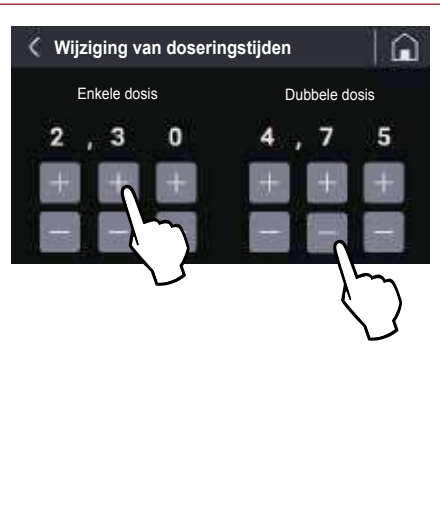 Wijziging van doseringstijden
Enkele dosis Dubbele dosis
2 , 3 0 4 , 7 5
+ + + + + +
− − − − −